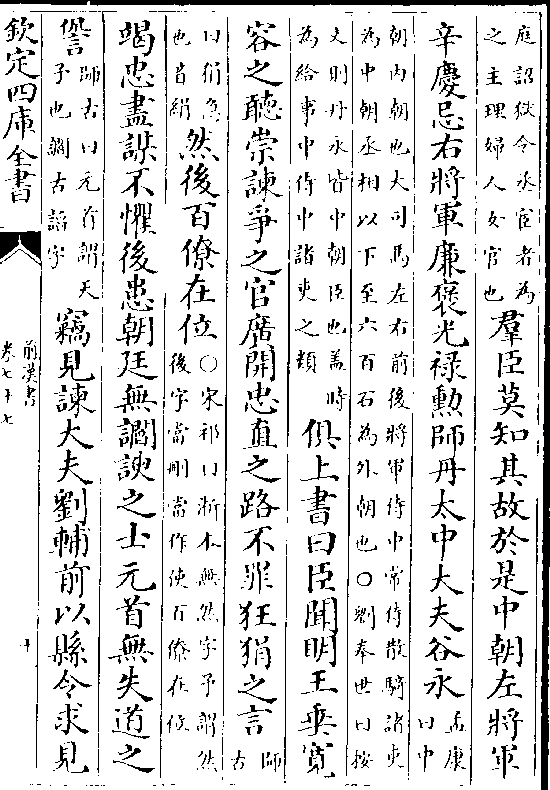 庭詔獄令丞宦者為
之主理婦人女官也
羣臣莫知其故於是中朝左將軍
辛慶忌右將軍廉襃光禄勲師丹太中大夫谷永
孟康
曰中
朝内朝也大司馬左右前後將軍侍中常侍散騎諸吏
為中朝丞相以下至六百石為外朝也○劉奉世曰按
文則丹永皆中朝臣也盖時
為給事中侍中諸吏之類
俱上書曰臣聞明王垂寛
容之聽崇諫爭之官廣開忠直之路不罪狂狷之言
師
古
曰狷急
也音絹
然後百僚在位
○宋祁曰浙本無然字予謂然
後字當刪當作使百僚在位
竭忠盡謀不懼後患朝廷無讇諛之士元首無失道之
諐
師古曰元首謂天
子也讇古諂字
竊見諫大夫劉輔前以縣令求見
欽定四庫全書
前漢書
卷七十七
十